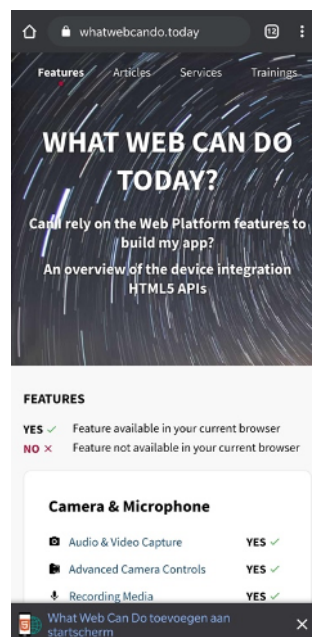 whatwebcando.today 12
Features Articles Services Trainings
WHAT WEB CAN DO
TODAY?
Can I rely on the Web Platform features to
build my app?
An overview of the device integration
HTML5 APIs
FEATURES
YES ✓ Feature available in your current browser
NO ✕ Feature not available in your current browser
Camera & Microphone
Audio & Video Capture YES ✓
Advanced Camera Controls YES ✓
Recording Media YES ✓
What Web Can Do toevoegen aan
startscherm